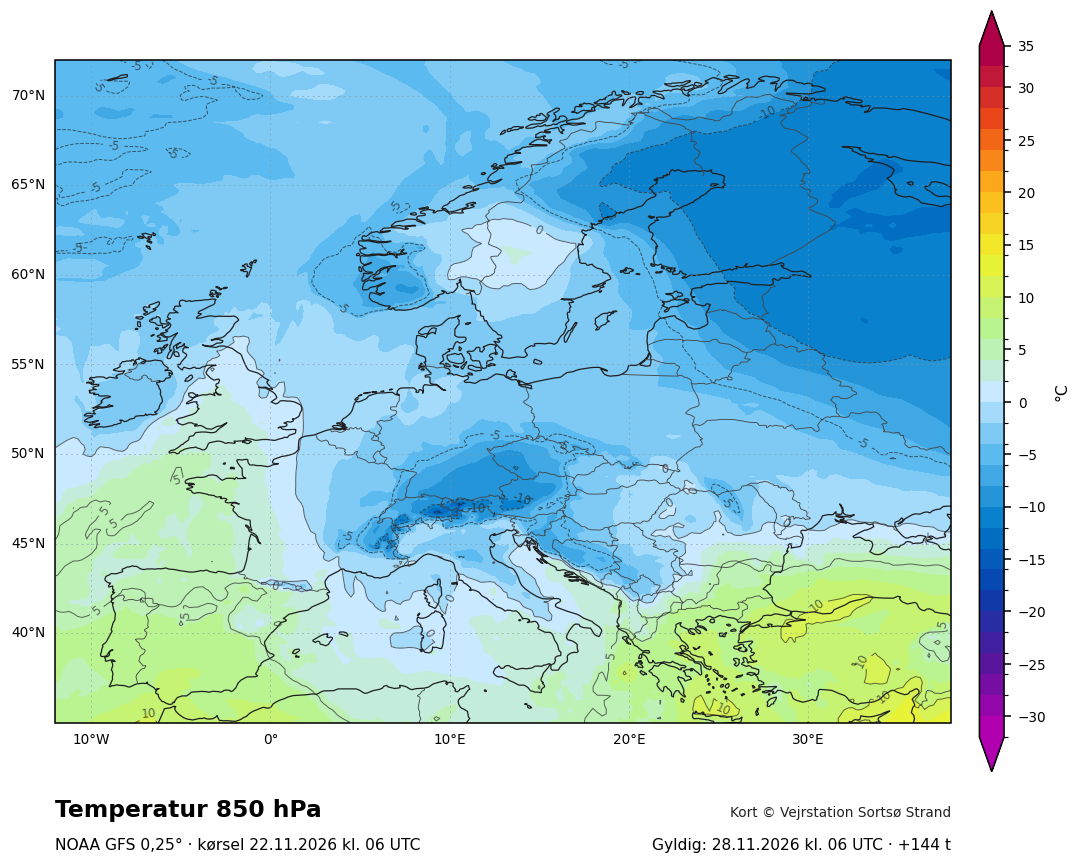 70°N
65°N
60°N
55°N
50°N
45°N
40°N
10°W 0° 10°E 20°E 30°E
35
30
25
20
15
10
5
0
−5
−10
−15
−20
−25
−30
°C
Temperatur 850 hPa
Kort © Vejrstation Sortsø Strand
NOAA GFS 0,25° · kørsel 22.11.2026 kl. 06 UTC
Gyldig: 28.11.2026 kl. 06 UTC · +144 t